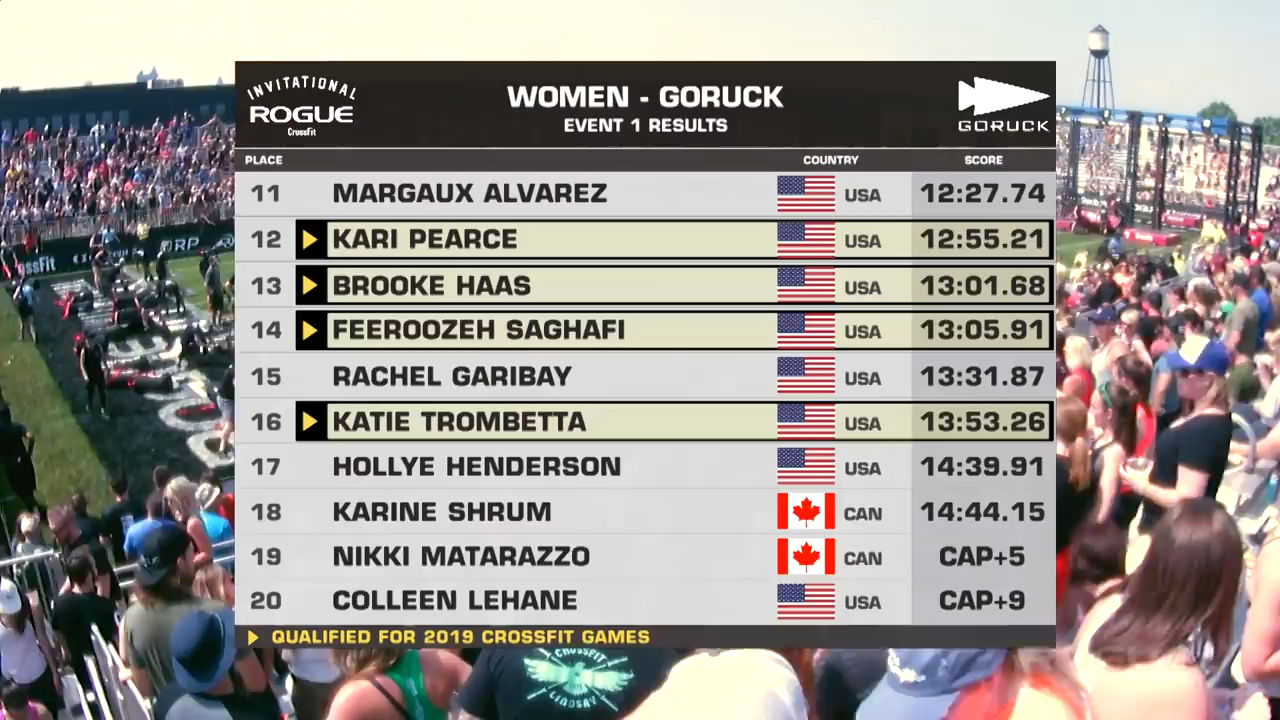 INVITATIONAL
ROGUE
CrossFit
WOMEN - GORUCK
EVENT 1 RESULTS
GORUCK
PLACE COUNTRY SCORE
11 MARGAUX ALVAREZ USA 12:27.74
12 KARI PEARCE USA 12:55.21
13 BROOKE HAAS USA 13:01.68
14 FEEROOZEH SAGHAFI USA 13:05.91
15 RACHEL GARIBAY USA 13:31.87
16 KATIE TROMBETTA USA 13:53.26
17 HOLLYE HENDERSON USA 14:39.91
18 KARINE SHRUM CAN 14:44.15
19 NIKKI MATARAZZO CAN CAP+5
20 COLLEEN LEHANE USA CAP+9
QUALIFIED FOR 2019 CROSSFIT GAMES
RP
CROSSFIT
LINDSAY
ROGUE